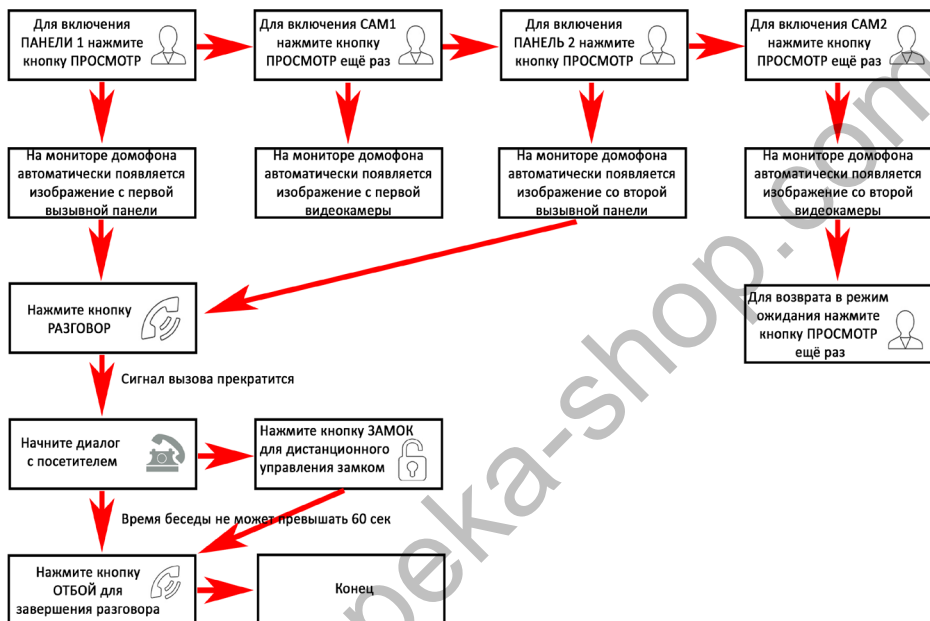 Для включения
ПАНЕЛИ 1 нажмите
кнопку ПРОСМОТР
Для включения CAM1
нажмите кнопку
ПРОСМОТР ещё раз
Для включения
ПАНЕЛЬ 2 нажмите
кнопку ПРОСМОТР
Для включения CAM2
нажмите кнопку
ПРОСМОТР ещё раз
На мониторе домофона
автоматически появляется
изображение с первой
вызывной панели
На мониторе домофона
автоматически появляется
изображение с первой
видеокамеры
На мониторе домофона
автоматически появляется
изображение со второй
вызывной панели
На мониторе домофона
автоматически появляется
изображение со второй
видеокамеры
Нажмите кнопку
РАЗГОВОР
Для возврата в режим
ожидания нажмите
кнопку ПРОСМОТР
ещё раз
Сигнал вызова прекратится
Начните диалог
с посетителем
Нажмите кнопку ЗАМОК
для дистанционного
управления замком
Время беседы не может превышать 60 сек
Нажмите кнопку
ОТБОЙ для
завершения разговора
Конец
peka-shop.com